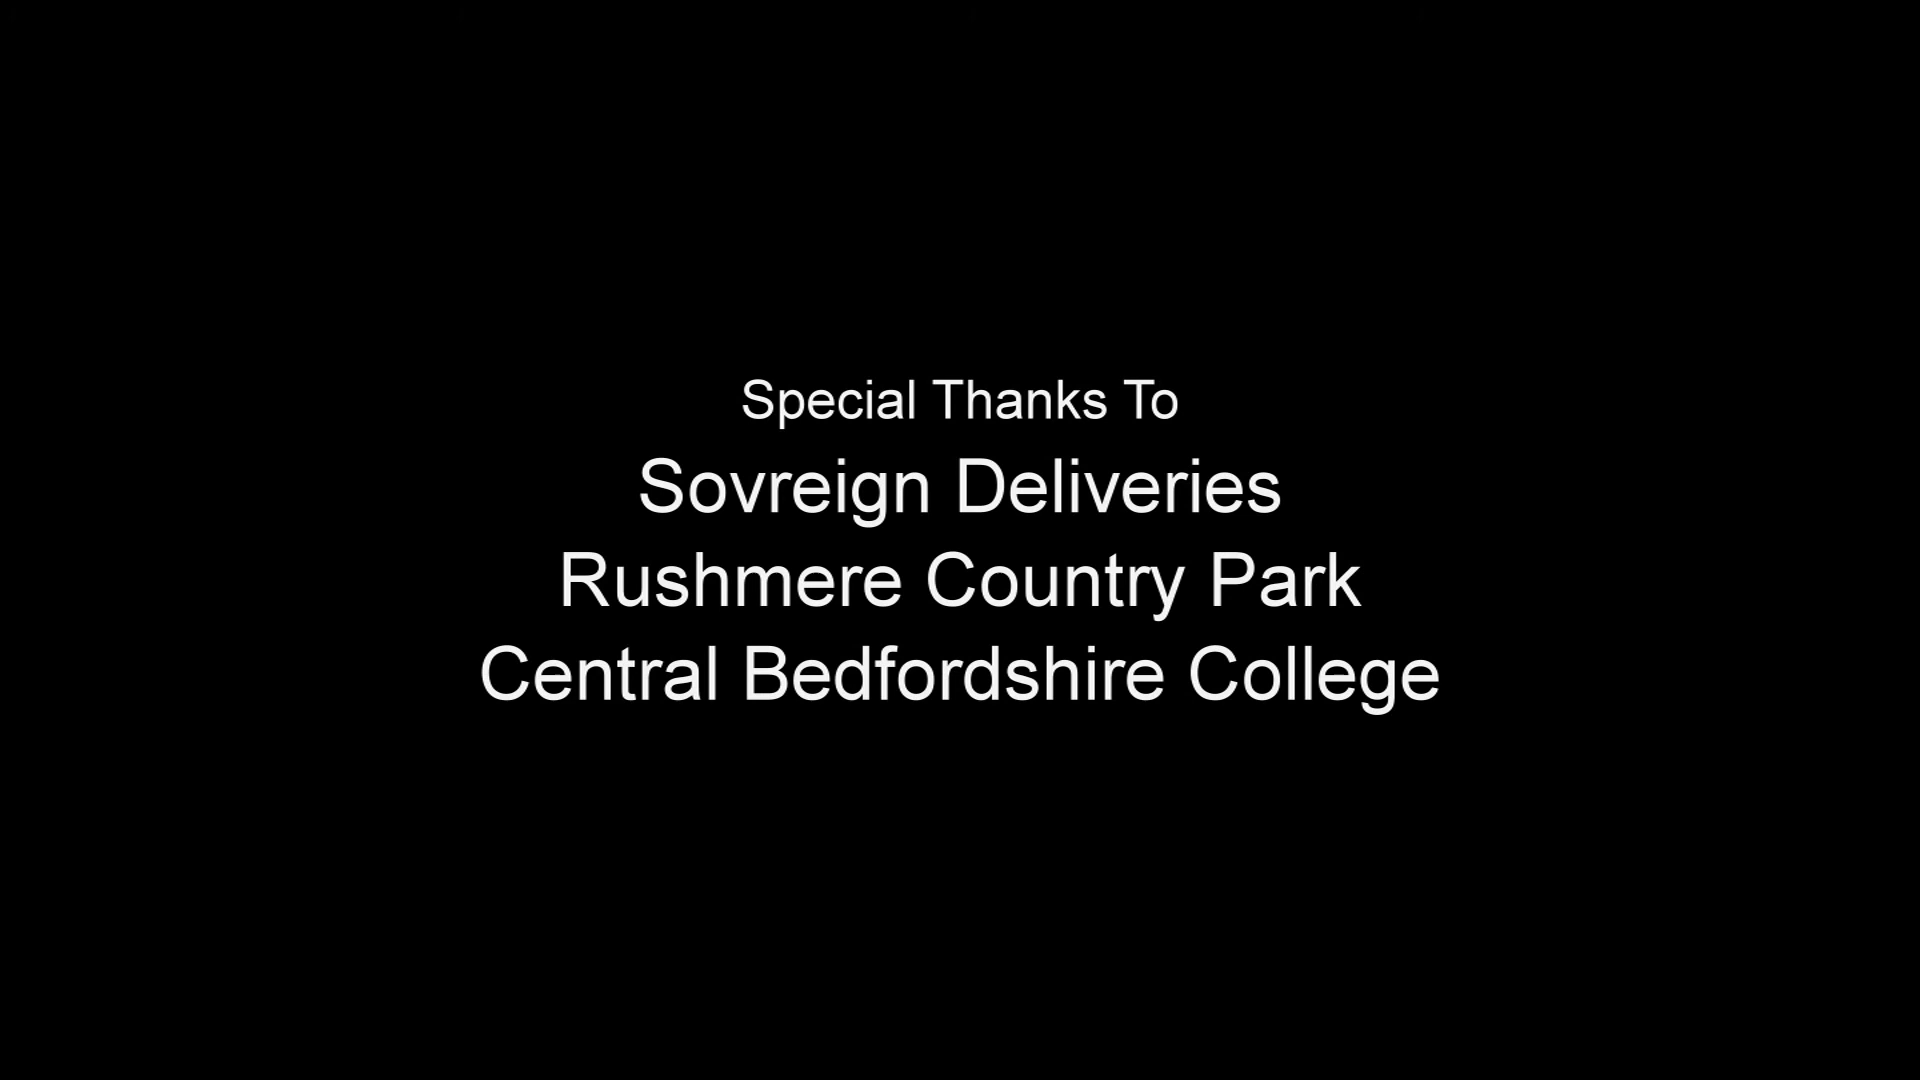 Special Thanks To
Sovreign Deliveries
Rushmere Country Park
Central Bedfordshire College